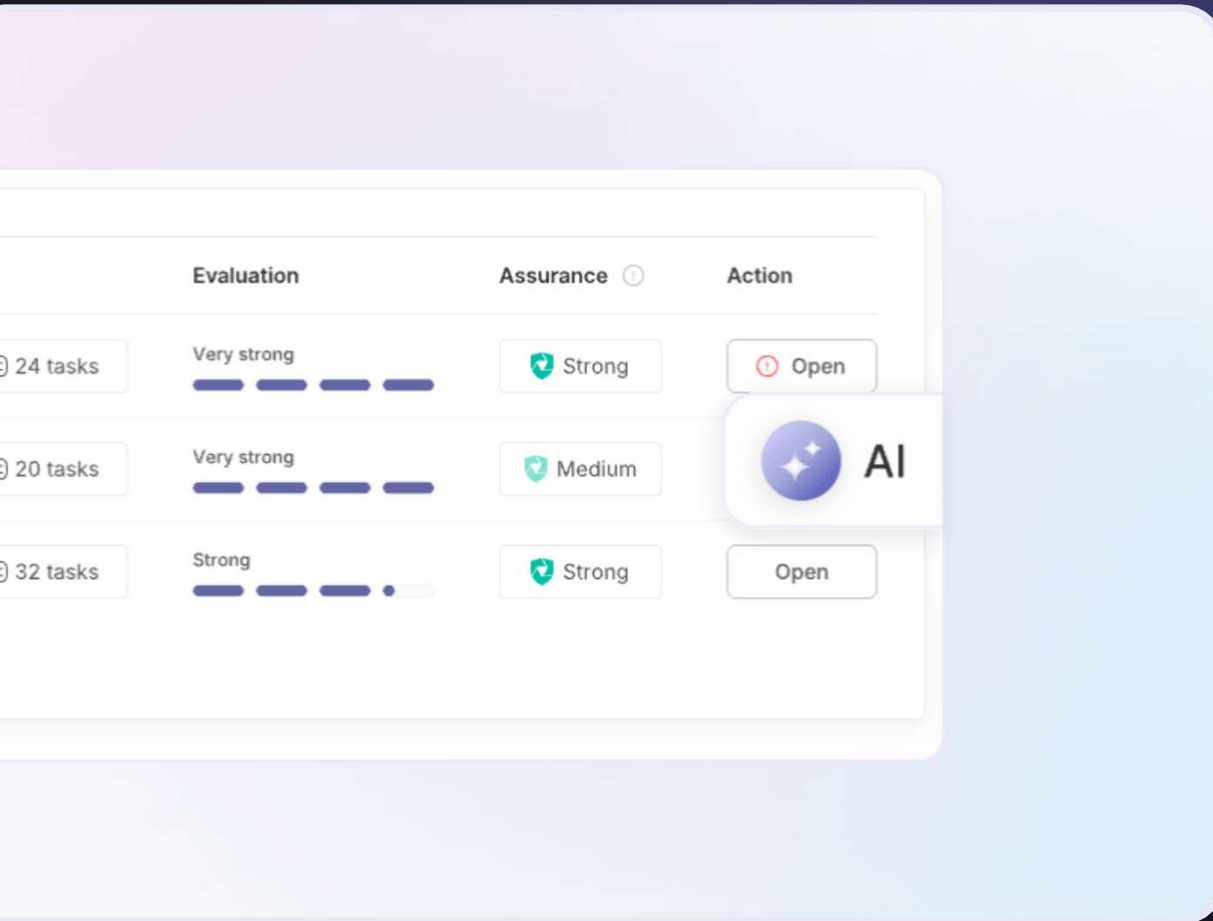 Evaluation Assurance Action
24 tasks Very strong Strong Open
20 tasks Very strong Medium AI
32 tasks Strong Strong Open